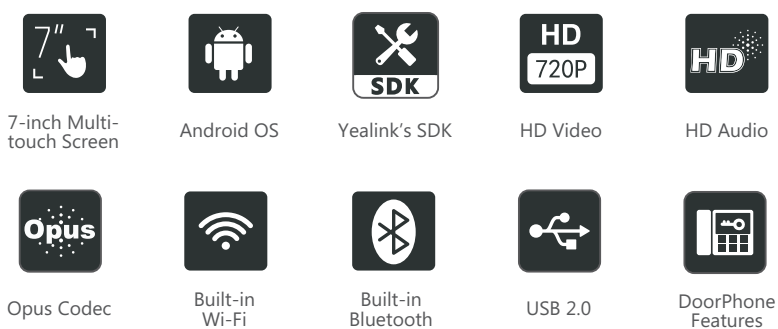 7"
SDK
HD
720P
HD
7-inch Multi-
touch Screen
Android OS
Yealink's SDK
HD Video
HD Audio
Opus
Opus Codec
Built-in
Wi-Fi
Built-in
Bluetooth
USB 2.0
DoorPhone
Features